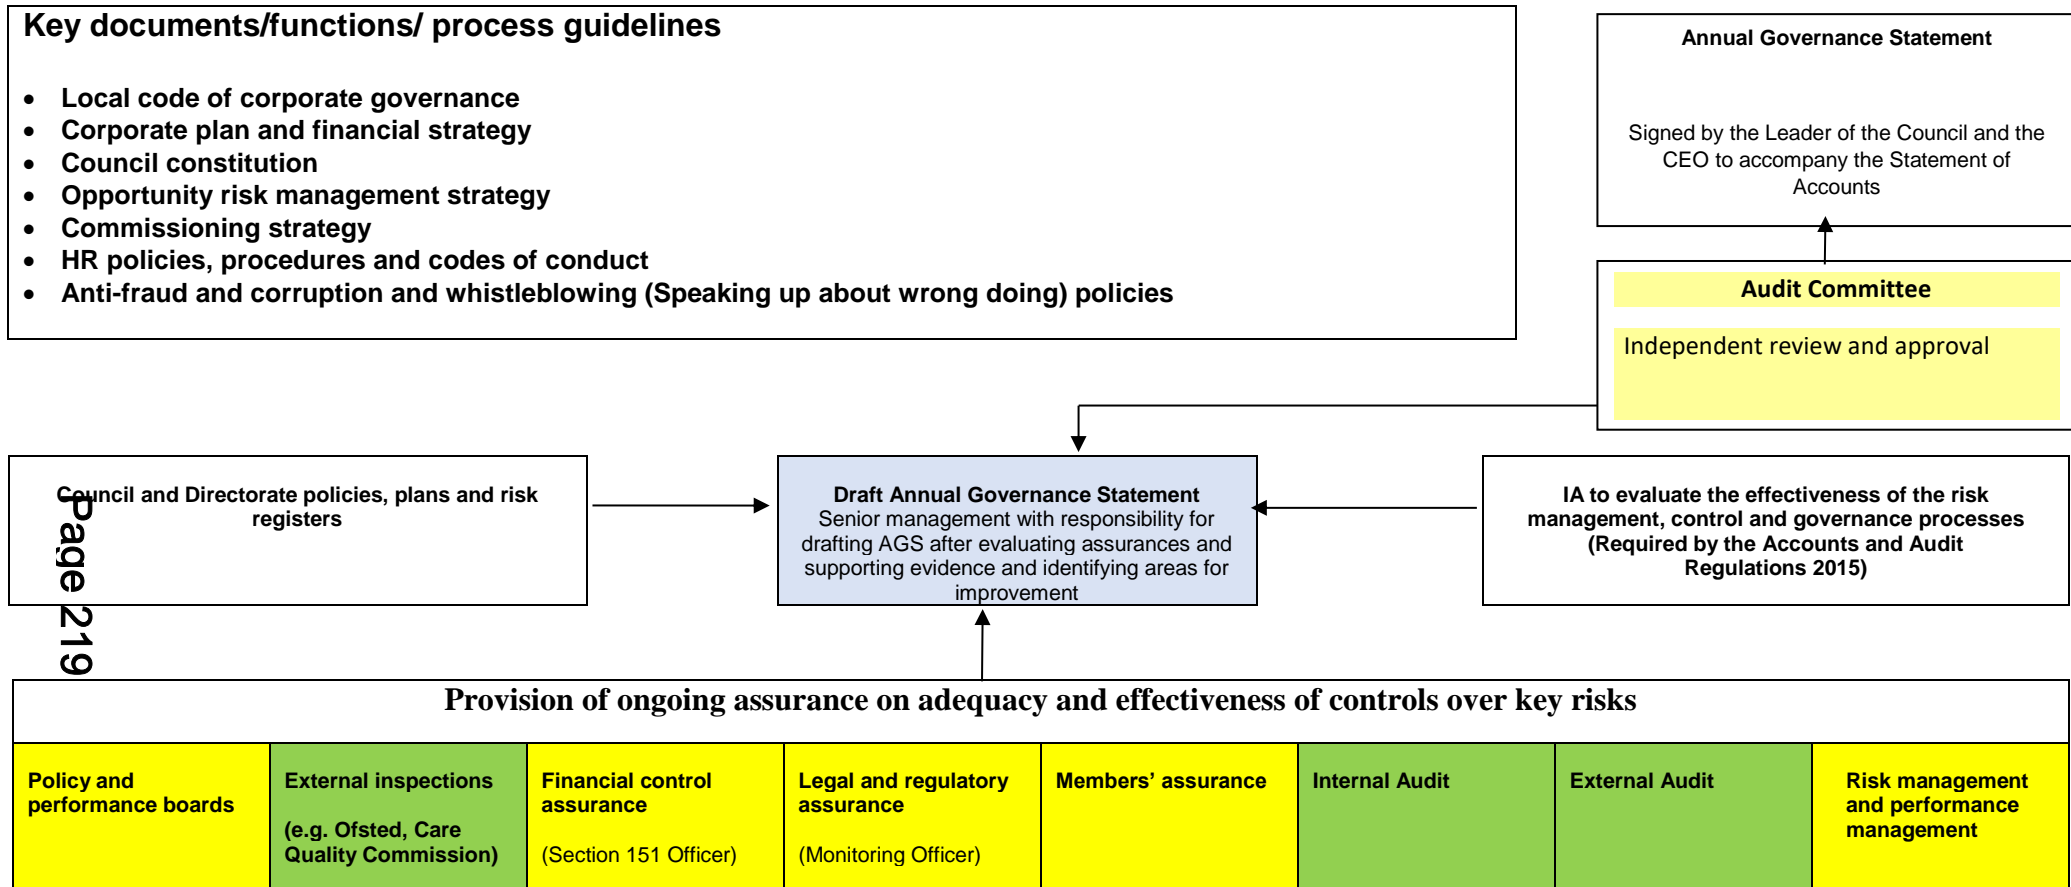 Key documents/functions/ process guidelines
• Local code of corporate governance
• Corporate plan and financial strategy
• Council constitution
• Opportunity risk management strategy
• Commissioning strategy
• HR policies, procedures and codes of conduct
• Anti-fraud and corruption and whistleblowing (Speaking up about wrong doing) policies
Annual Governance Statement
Signed by the Leader of the Council and the
CEO to accompany the Statement of
Accounts
Audit Committee
Independent review and approval
Council and Directorate policies, plans and risk
registers
Draft Annual Governance Statement
Senior management with responsibility for
drafting AGS after evaluating assurances and
supporting evidence and identifying areas for
improvement
IA to evaluate the effectiveness of the risk
management, control and governance processes
(Required by the Accounts and Audit
Regulations 2015)
Page 219
Provision of ongoing assurance on adequacy and effectiveness of controls over key risks
Policy and
performance boards
External inspections
(e.g. Ofsted, Care
Quality Commission)
Financial control
assurance
(Section 151 Officer)
Legal and regulatory
assurance
(Monitoring Officer)
Members’ assurance
Internal Audit
External Audit
Risk management
and performance
management